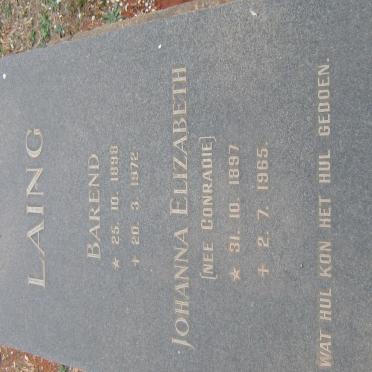 LAING
BAREND
★ 25. 10. 1898
✝ 20. 3. 1972
JOHANNA ELIZABETH
(NEE CONRADIE)
★ 31. 10. 1897
✝ 2. 7. 1965.
WAT HUL KON HET HUL GEDOEN.